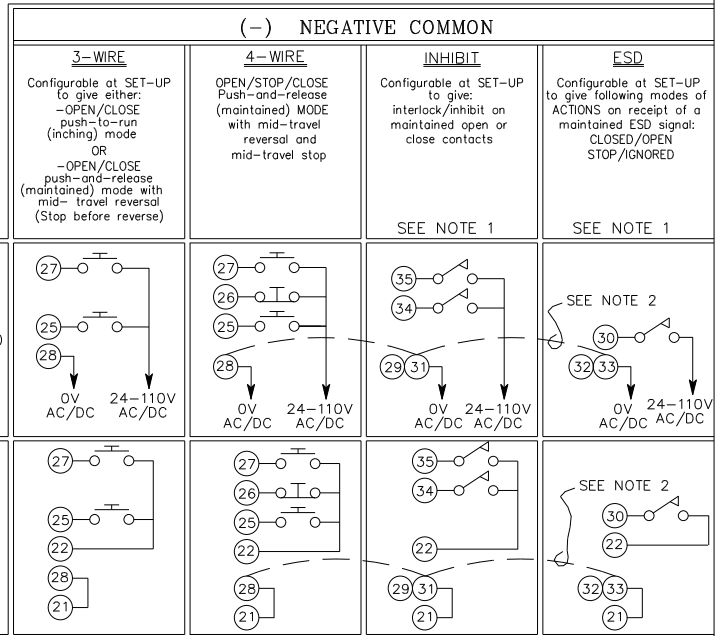 (-) NEGATIVE COMMON
3-WIRE
Configurable at SET-UP
to give either:
-OPEN/CLOSE
push-to-run
(inching) mode
OR
-OPEN/CLOSE
push-and-release
(maintained) mode with
mid- travel reversal
(Stop before reverse)
4-WIRE
OPEN/STOP/CLOSE
Push-and-release
(maintained) MODE
with mid-travel
reversal and
mid-travel stop
INHIBIT
Configurable at SET-UP
to give:
interlock/inhibit on
maintained open or
close contacts
SEE NOTE 1
ESD
Configurable at SET-UP
to give following modes of
ACTIONS on receipt of a
maintained ESD signal:
CLOSED/OPEN
STOP/IGNORED
SEE NOTE 1
27
25
28
0V
AC/DC
24-110V
AC/DC
27
26
25
28
0V
AC/DC
24-110V
AC/DC
35
34
29 31
0V
AC/DC
24-110V
AC/DC
SEE NOTE 2
30
32 33
0V
AC/DC
24-110V
AC/DC
27
25
22
28
21
27
26
25
22
28
21
35
34
22
29 31
21
SEE NOTE 2
30
22
32 33
21